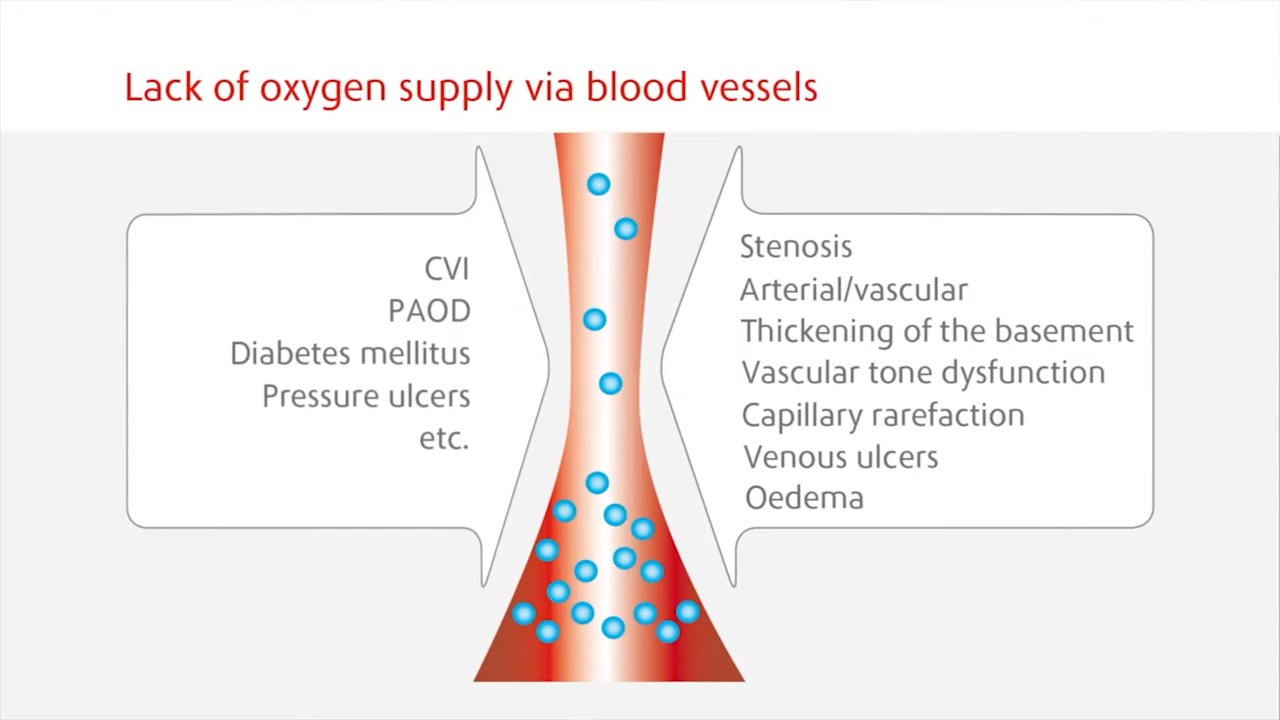 Lack of oxygen supply via blood vessels
CVI
PAOD
Diabetes mellitus
Pressure ulcers
etc.
Stenosis
Arterial/vascular
Thickening of the basement
Vascular tone dysfunction
Capillary rarefaction
Venous ulcers
Oedema